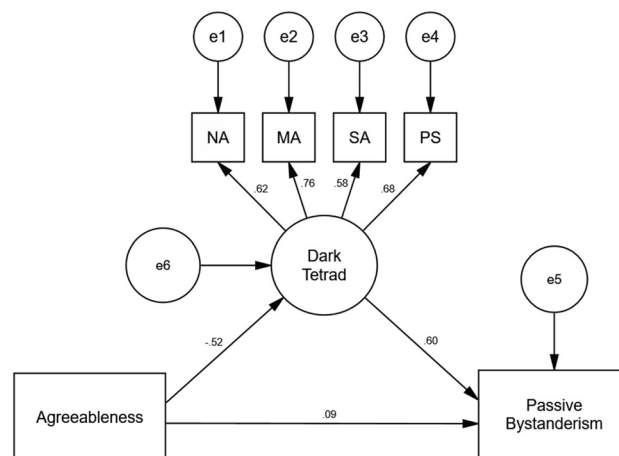 e1
e2
e3
e4
NA
MA
SA
PS
.62
.76
.58
.68
e6
Dark
Tetrad
e5
-.52
.60
Agreeableness
.09
Passive
Bystanderism